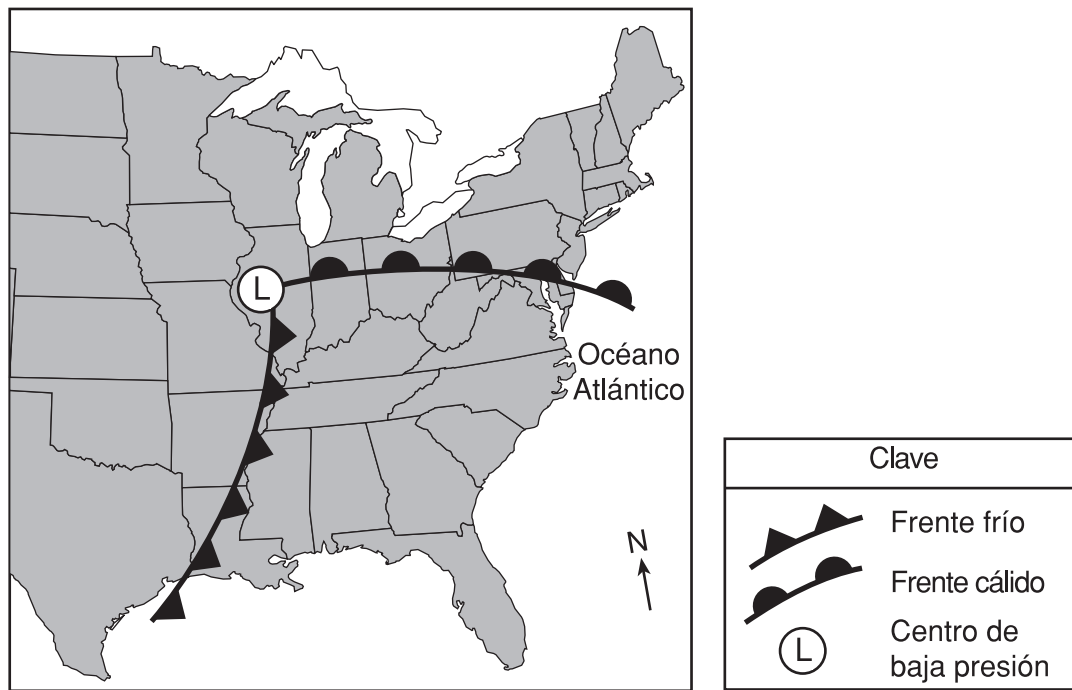 L
Océano
Atlántico
N
Clave
Frente frío
Frente cálido
L
Centro de
baja presión